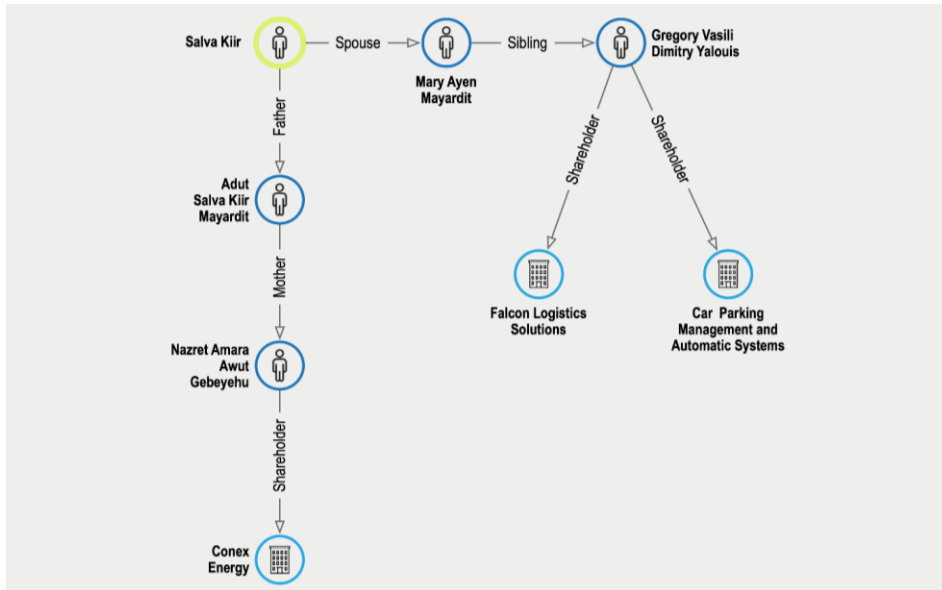 Salva Kiir
Spouse
Mary Ayen
Mayardit
Sibling
Gregory Vasili
Dimitry Yalouis
Father
Shareholder
Shareholder
Adut
Salva Kiir
Mayardit
Mother
Falcon Logistics
Solutions
Car Parking
Management and
Automatic Systems
Nazret Amara
Awut
Gebeyehu
Shareholder
Conex
Energy